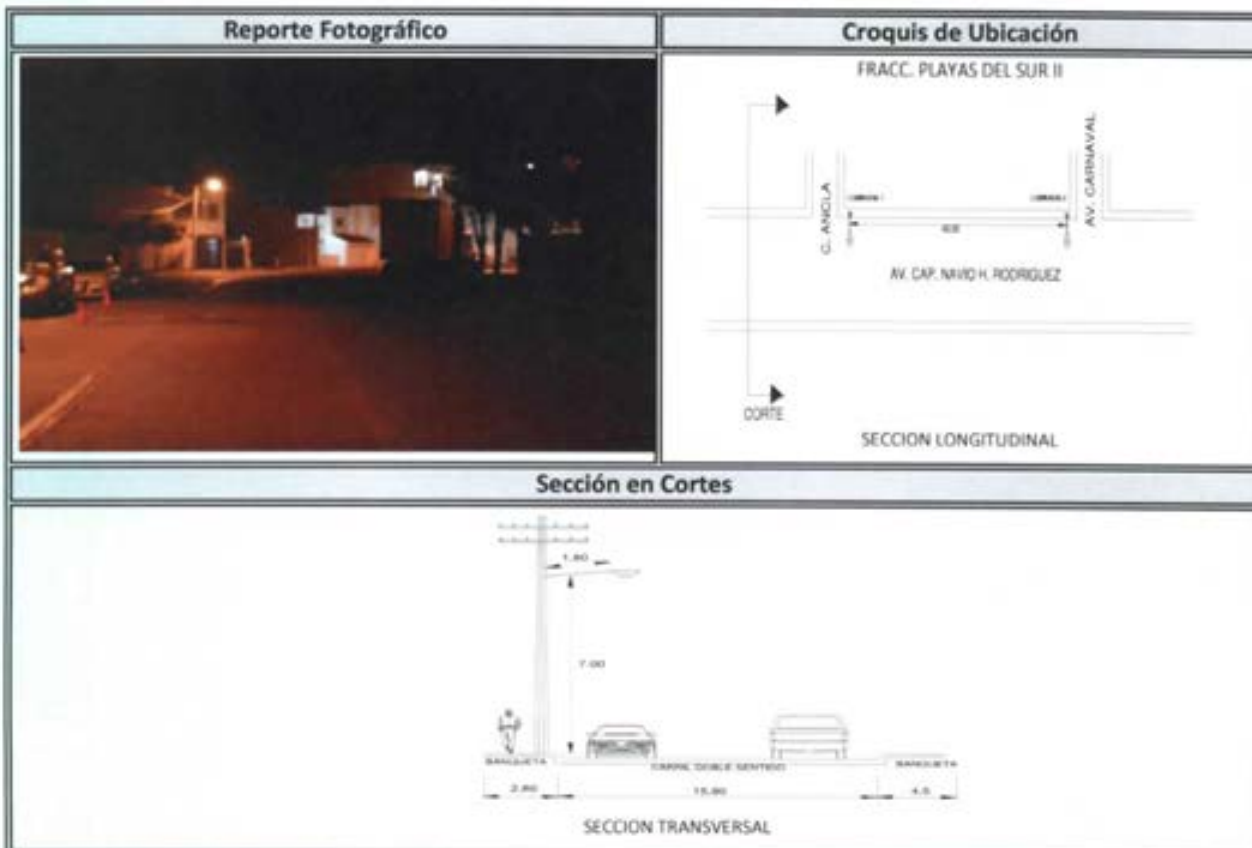 Reporte Fotográfico
Croquis de Ubicación
FRACC. PLAYAS DEL SUR II
C. ANGLA
AV. CARNAVAL
AV. CAP. NAVIO H. RODRIGUEZ
CORTE
SECCION LONGITUDINAL
Sección en Cortes
1.80
7.00
BANQUETA
CARRIL DOBLE SENTIDO
BANQUETA
2.80
15.90
4.5
SECCION TRANSVERSAL